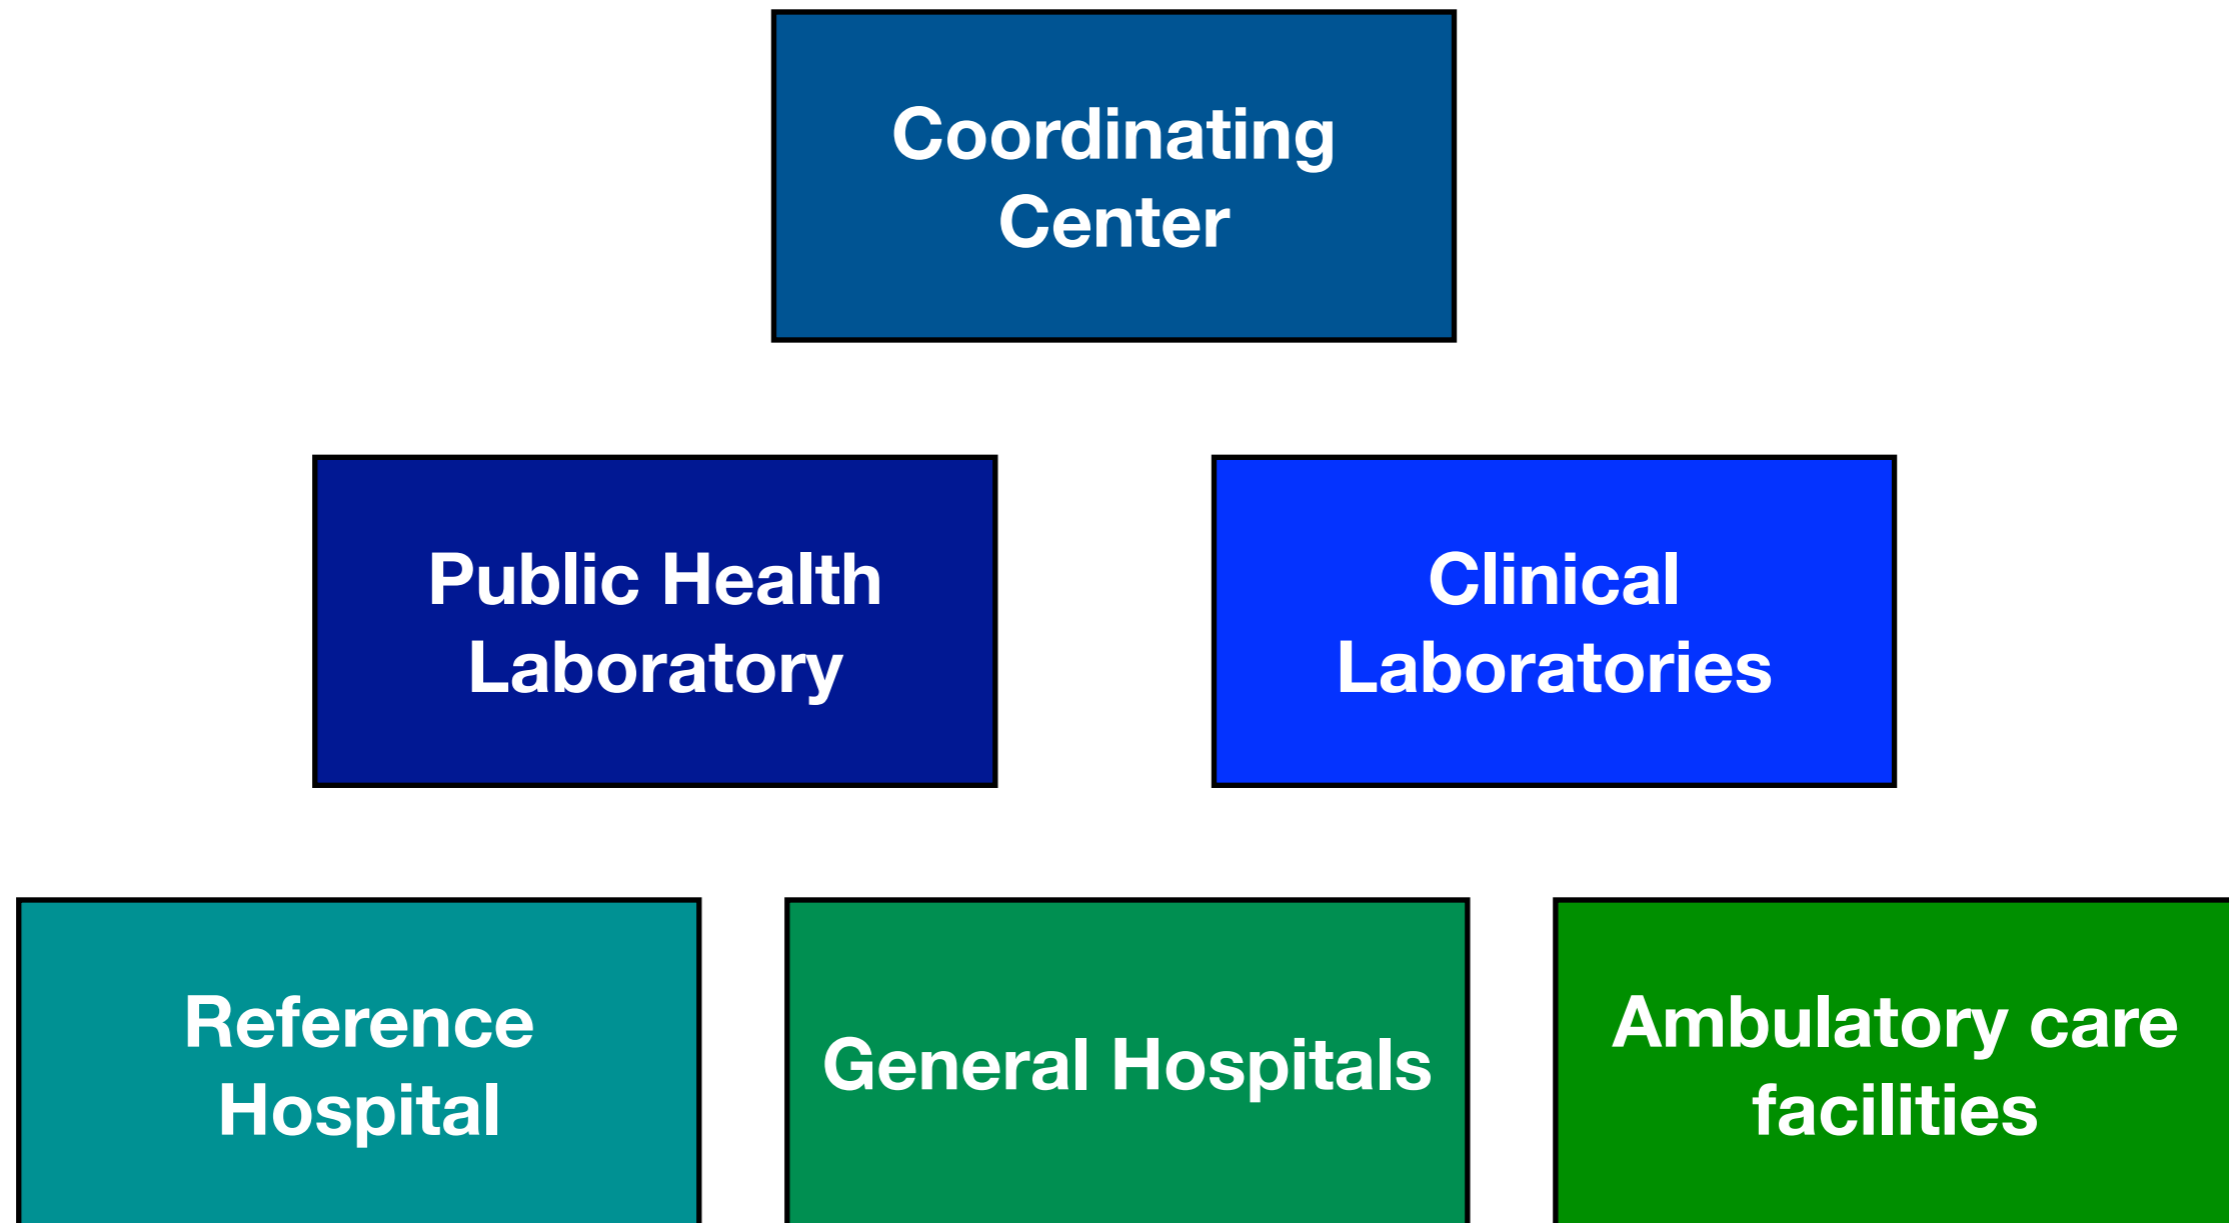 Coordinating
Center
Public Health
Laboratory
Clinical
Laboratories
Reference
Hospital
General Hospitals
Ambulatory care
facilities